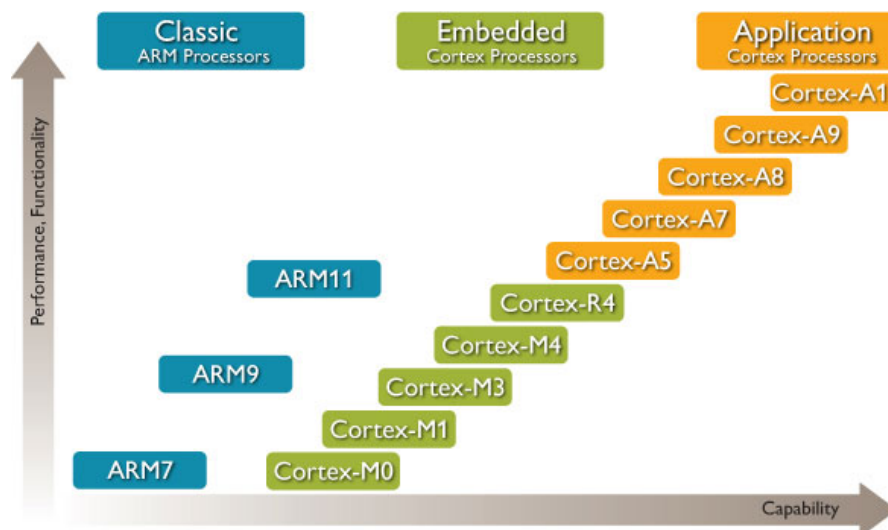 Classic
ARM Processors
Embedded
Cortex Processors
Application
Cortex Processors
Performance, Functionality
Cortex-A1
Cortex-A9
Cortex-A8
Cortex-A7
Cortex-A5
ARM11
Cortex-R4
Cortex-M4
ARM9
Cortex-M3
Cortex-M1
ARM7
Cortex-M0
Capability